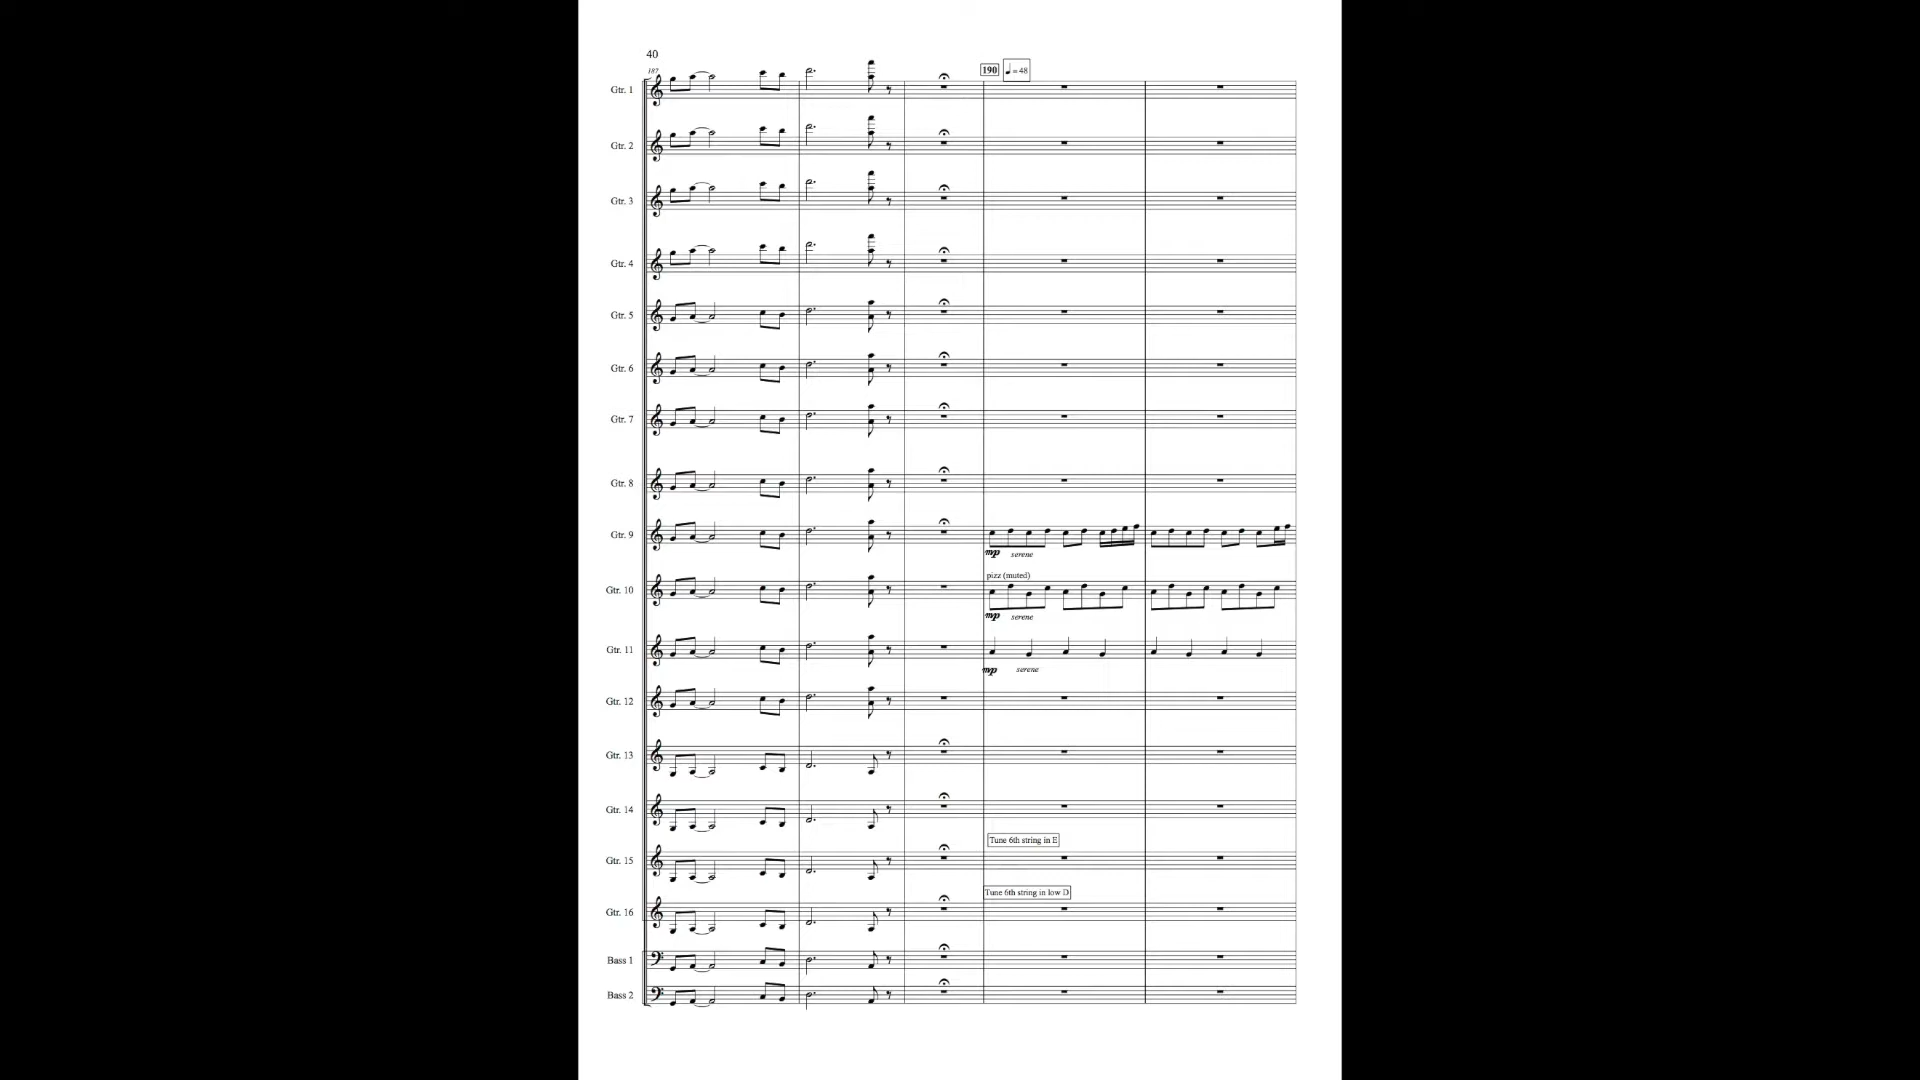 40
187
190 ♩ = 48
Gtr. 1
Gtr. 2
Gtr. 3
Gtr. 4
Gtr. 5
Gtr. 6
Gtr. 7
Gtr. 8
Gtr. 9
mp serene
pizz (muted)
Gtr. 10
mp serene
Gtr. 11
mp serene
Gtr. 12
Gtr. 13
Gtr. 14
Tune 6th string in E
Gtr. 15
Tune 6th string in low D
Gtr. 16
Bass 1
Bass 2